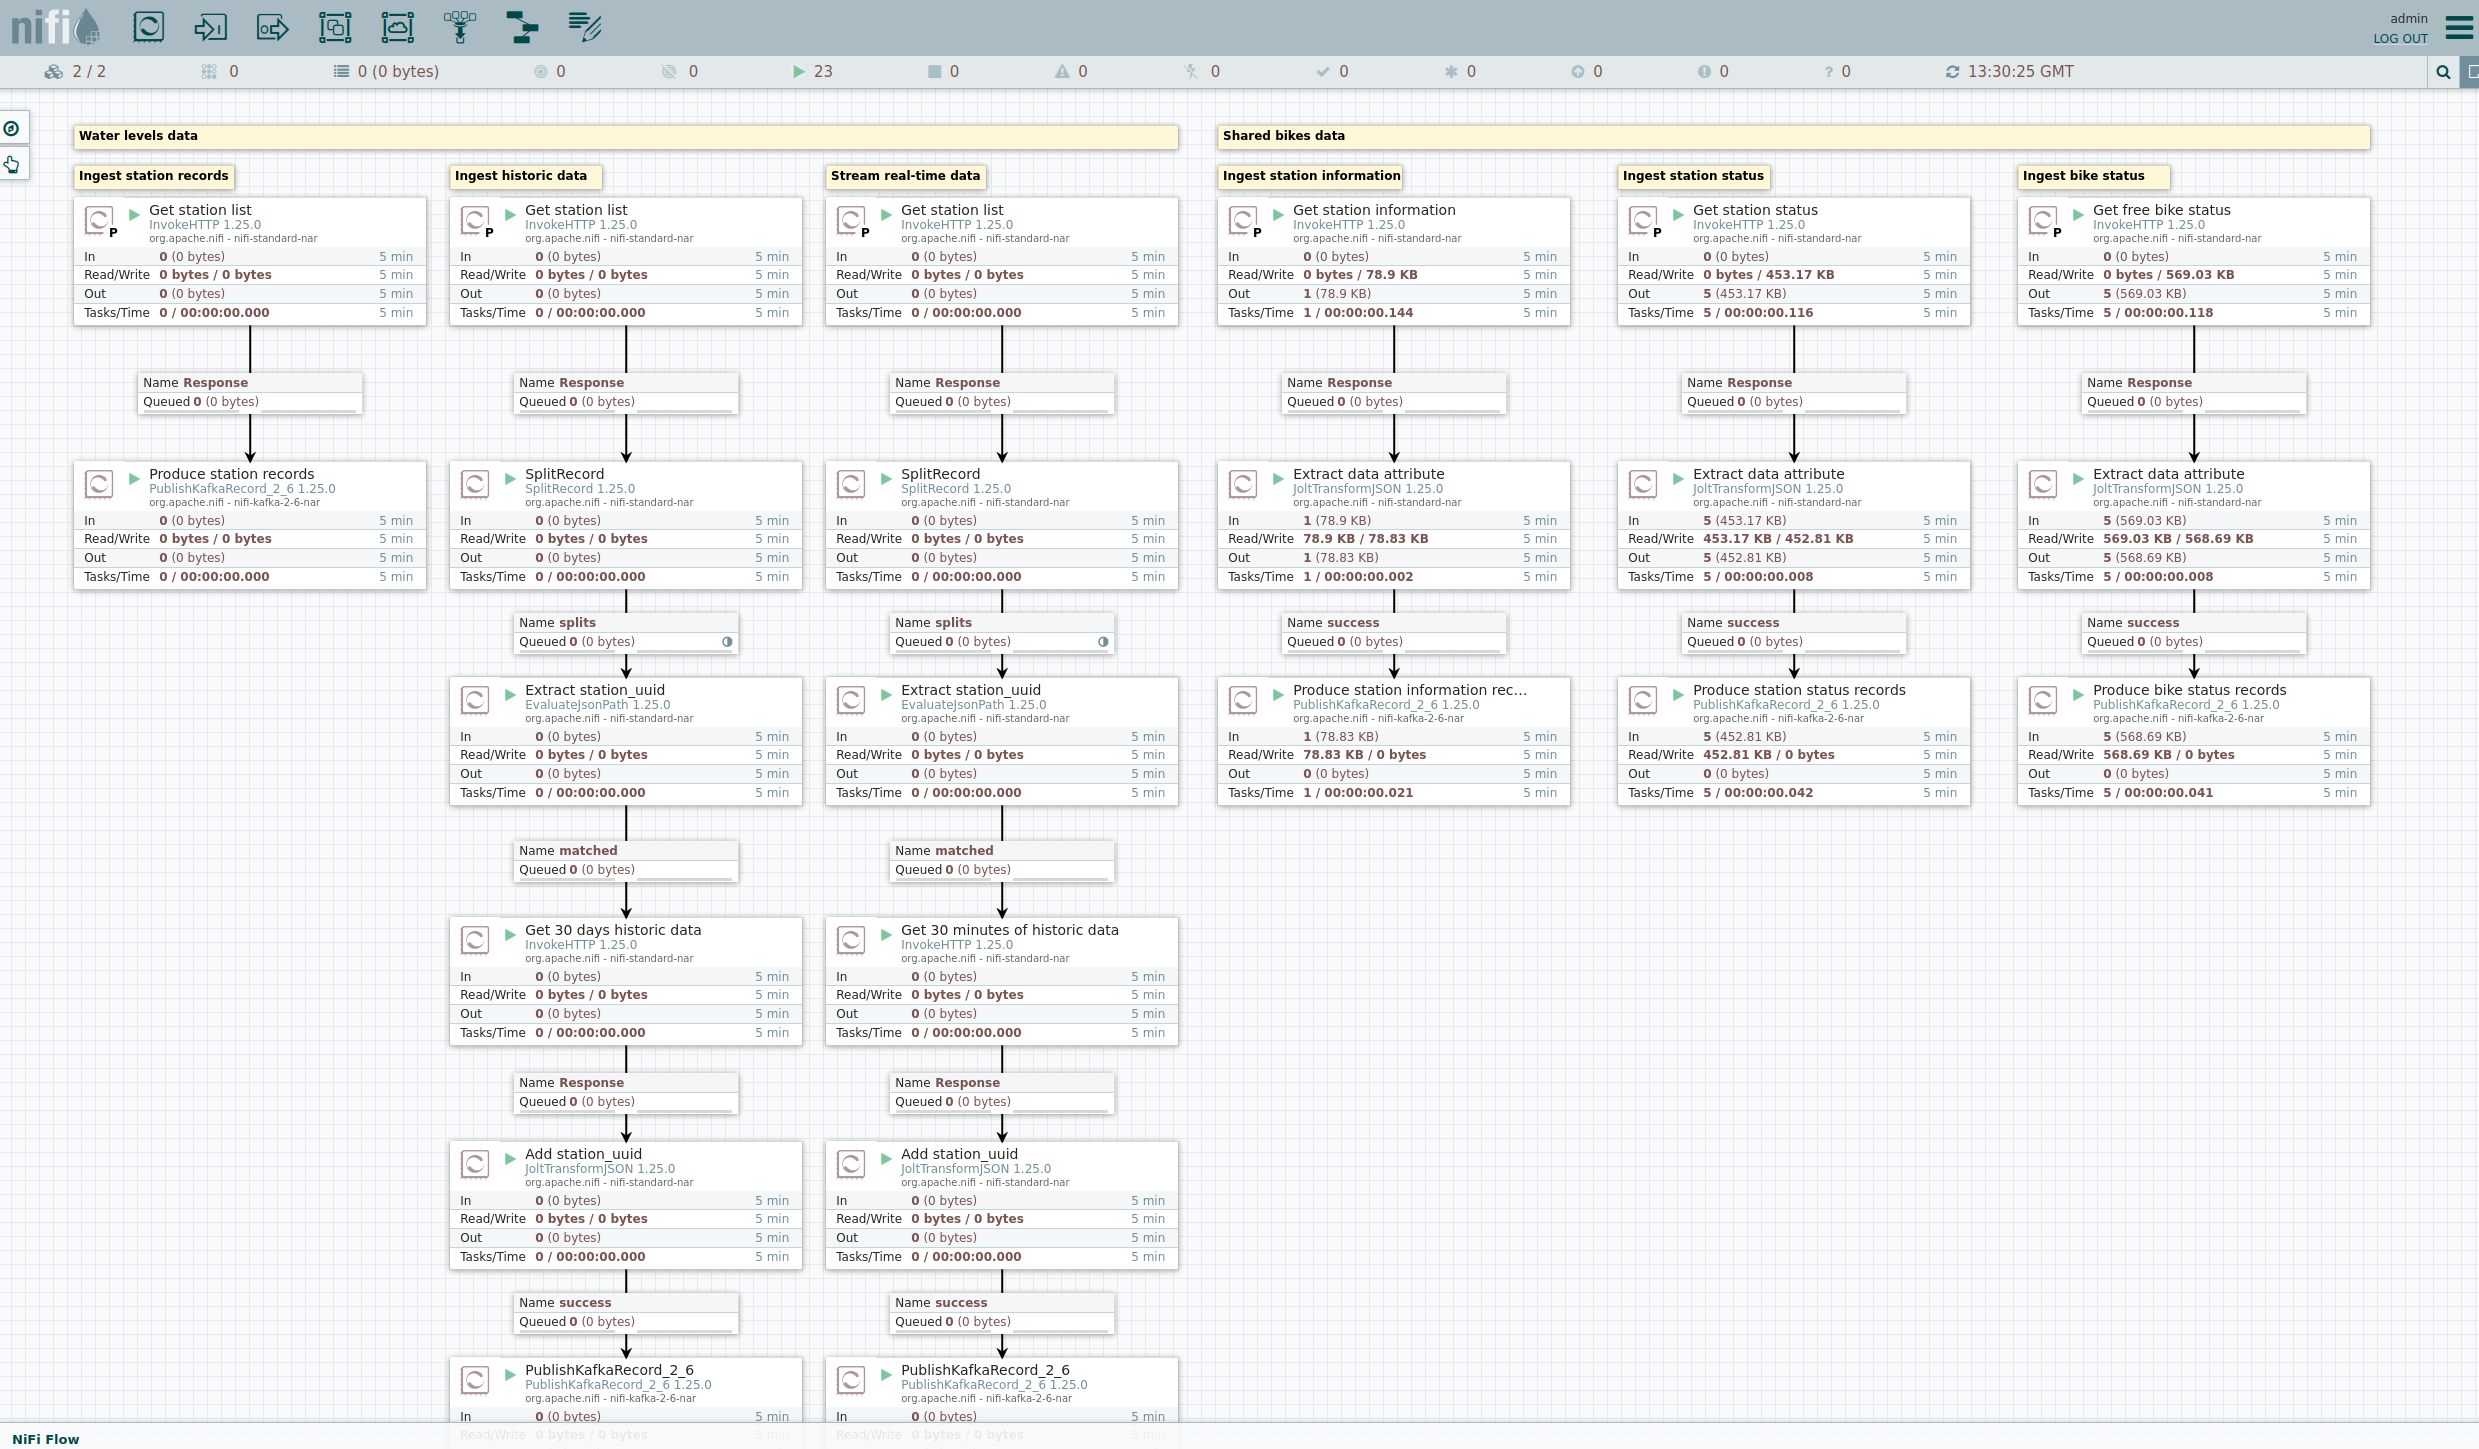 nifi
admin
LOG OUT
2 / 2 0 0 (0 bytes) 0 0 23 0 0 0 0 0 0 0 ? 0 13:30:25 GMT
Water levels data
Shared bikes data
Ingest station records
Ingest historic data
Stream real-time data
Ingest station information
Ingest station status
Ingest bike status
P
Get station list
InvokeHTTP 1.25.0
org.apache.nifi - nifi-standard-nar
In 0 (0 bytes) 5 min
Read/Write 0 bytes / 0 bytes 5 min
Out 0 (0 bytes) 5 min
Tasks/Time 0 / 00:00:00.000 5 min
Name Response
Queued 0 (0 bytes)
Produce station records
PublishKafkaRecord_2_6 1.25.0
org.apache.nifi - nifi-kafka-2-6-nar
In 0 (0 bytes) 5 min
Read/Write 0 bytes / 0 bytes 5 min
Out 0 (0 bytes) 5 min
Tasks/Time 0 / 00:00:00.000 5 min
P
Get station list
InvokeHTTP 1.25.0
org.apache.nifi - nifi-standard-nar
In 0 (0 bytes) 5 min
Read/Write 0 bytes / 0 bytes 5 min
Out 0 (0 bytes) 5 min
Tasks/Time 0 / 00:00:00.000 5 min
Name Response
Queued 0 (0 bytes)
SplitRecord
SplitRecord 1.25.0
org.apache.nifi - nifi-standard-nar
In 0 (0 bytes) 5 min
Read/Write 0 bytes / 0 bytes 5 min
Out 0 (0 bytes) 5 min
Tasks/Time 0 / 00:00:00.000 5 min
Name splits
Queued 0 (0 bytes)
Extract station_uuid
EvaluateJsonPath 1.25.0
org.apache.nifi - nifi-standard-nar
In 0 (0 bytes) 5 min
Read/Write 0 bytes / 0 bytes 5 min
Out 0 (0 bytes) 5 min
Tasks/Time 0 / 00:00:00.000 5 min
Name matched
Queued 0 (0 bytes)
Get 30 days historic data
InvokeHTTP 1.25.0
org.apache.nifi - nifi-standard-nar
In 0 (0 bytes) 5 min
Read/Write 0 bytes / 0 bytes 5 min
Out 0 (0 bytes) 5 min
Tasks/Time 0 / 00:00:00.000 5 min
Name Response
Queued 0 (0 bytes)
Add station_uuid
JoltTransformJSON 1.25.0
org.apache.nifi - nifi-standard-nar
In 0 (0 bytes) 5 min
Read/Write 0 bytes / 0 bytes 5 min
Out 0 (0 bytes) 5 min
Tasks/Time 0 / 00:00:00.000 5 min
Name success
Queued 0 (0 bytes)
PublishKafkaRecord_2_6
PublishKafkaRecord_2_6 1.25.0
org.apache.nifi - nifi-kafka-2-6-nar
In 0 (0 bytes) 5 min
Read/Write 0 bytes / 0 bytes 5 min
P
Get station list
InvokeHTTP 1.25.0
org.apache.nifi - nifi-standard-nar
In 0 (0 bytes) 5 min
Read/Write 0 bytes / 0 bytes 5 min
Out 0 (0 bytes) 5 min
Tasks/Time 0 / 00:00:00.000 5 min
Name Response
Queued 0 (0 bytes)
SplitRecord
SplitRecord 1.25.0
org.apache.nifi - nifi-standard-nar
In 0 (0 bytes) 5 min
Read/Write 0 bytes / 0 bytes 5 min
Out 0 (0 bytes) 5 min
Tasks/Time 0 / 00:00:00.000 5 min
Name splits
Queued 0 (0 bytes)
Extract station_uuid
EvaluateJsonPath 1.25.0
org.apache.nifi - nifi-standard-nar
In 0 (0 bytes) 5 min
Read/Write 0 bytes / 0 bytes 5 min
Out 0 (0 bytes) 5 min
Tasks/Time 0 / 00:00:00.000 5 min
Name matched
Queued 0 (0 bytes)
Get 30 minutes of historic data
InvokeHTTP 1.25.0
org.apache.nifi - nifi-standard-nar
In 0 (0 bytes) 5 min
Read/Write 0 bytes / 0 bytes 5 min
Out 0 (0 bytes) 5 min
Tasks/Time 0 / 00:00:00.000 5 min
Name Response
Queued 0 (0 bytes)
Add station_uuid
JoltTransformJSON 1.25.0
org.apache.nifi - nifi-standard-nar
In 0 (0 bytes) 5 min
Read/Write 0 bytes / 0 bytes 5 min
Out 0 (0 bytes) 5 min
Tasks/Time 0 / 00:00:00.000 5 min
Name success
Queued 0 (0 bytes)
PublishKafkaRecord_2_6
PublishKafkaRecord_2_6 1.25.0
org.apache.nifi - nifi-kafka-2-6-nar
In 0 (0 bytes) 5 min
Read/Write 0 bytes / 0 bytes 5 min
P
Get station information
InvokeHTTP 1.25.0
org.apache.nifi - nifi-standard-nar
In 0 (0 bytes) 5 min
Read/Write 0 bytes / 78.9 KB 5 min
Out 1 (78.9 KB) 5 min
Tasks/Time 1 / 00:00:00.144 5 min
Name Response
Queued 0 (0 bytes)
Extract data attribute
JoltTransformJSON 1.25.0
org.apache.nifi - nifi-standard-nar
In 1 (78.9 KB) 5 min
Read/Write 78.9 KB / 78.83 KB 5 min
Out 1 (78.83 KB) 5 min
Tasks/Time 1 / 00:00:00.002 5 min
Name success
Queued 0 (0 bytes)
Produce station information rec...
PublishKafkaRecord_2_6 1.25.0
org.apache.nifi - nifi-kafka-2-6-nar
In 1 (78.83 KB) 5 min
Read/Write 78.83 KB / 0 bytes 5 min
Out 0 (0 bytes) 5 min
Tasks/Time 1 / 00:00:00.021 5 min
P
Get station status
InvokeHTTP 1.25.0
org.apache.nifi - nifi-standard-nar
In 0 (0 bytes) 5 min
Read/Write 0 bytes / 453.17 KB 5 min
Out 5 (453.17 KB) 5 min
Tasks/Time 5 / 00:00:00.116 5 min
Name Response
Queued 0 (0 bytes)
Extract data attribute
JoltTransformJSON 1.25.0
org.apache.nifi - nifi-standard-nar
In 5 (453.17 KB) 5 min
Read/Write 453.17 KB / 452.81 KB 5 min
Out 5 (452.81 KB) 5 min
Tasks/Time 5 / 00:00:00.008 5 min
Name success
Queued 0 (0 bytes)
Produce station status records
PublishKafkaRecord_2_6 1.25.0
org.apache.nifi - nifi-kafka-2-6-nar
In 5 (452.81 KB) 5 min
Read/Write 452.81 KB / 0 bytes 5 min
Out 0 (0 bytes) 5 min
Tasks/Time 5 / 00:00:00.042 5 min
P
Get free bike status
InvokeHTTP 1.25.0
org.apache.nifi - nifi-standard-nar
In 0 (0 bytes) 5 min
Read/Write 0 bytes / 569.03 KB 5 min
Out 5 (569.03 KB) 5 min
Tasks/Time 5 / 00:00:00.118 5 min
Name Response
Queued 0 (0 bytes)
Extract data attribute
JoltTransformJSON 1.25.0
org.apache.nifi - nifi-standard-nar
In 5 (569.03 KB) 5 min
Read/Write 569.03 KB / 568.69 KB 5 min
Out 5 (568.69 KB) 5 min
Tasks/Time 5 / 00:00:00.008 5 min
Name success
Queued 0 (0 bytes)
Produce bike status records
PublishKafkaRecord_2_6 1.25.0
org.apache.nifi - nifi-kafka-2-6-nar
In 5 (568.69 KB) 5 min
Read/Write 568.69 KB / 0 bytes 5 min
Out 0 (0 bytes) 5 min
Tasks/Time 5 / 00:00:00.041 5 min
NiFi Flow